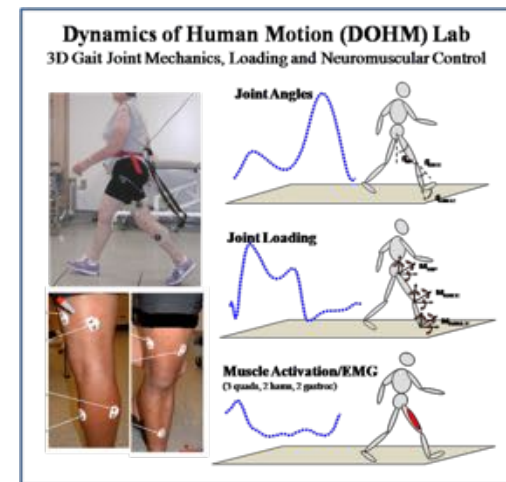 Dynamics of Human Motion (DOHM) Lab
3D Gait Joint Mechanics, Loading and Neuromuscular Control
Joint Angles
Joint Loading
Muscle Activation/EMG
(3 quads, 2 hams, 2 gastroc)